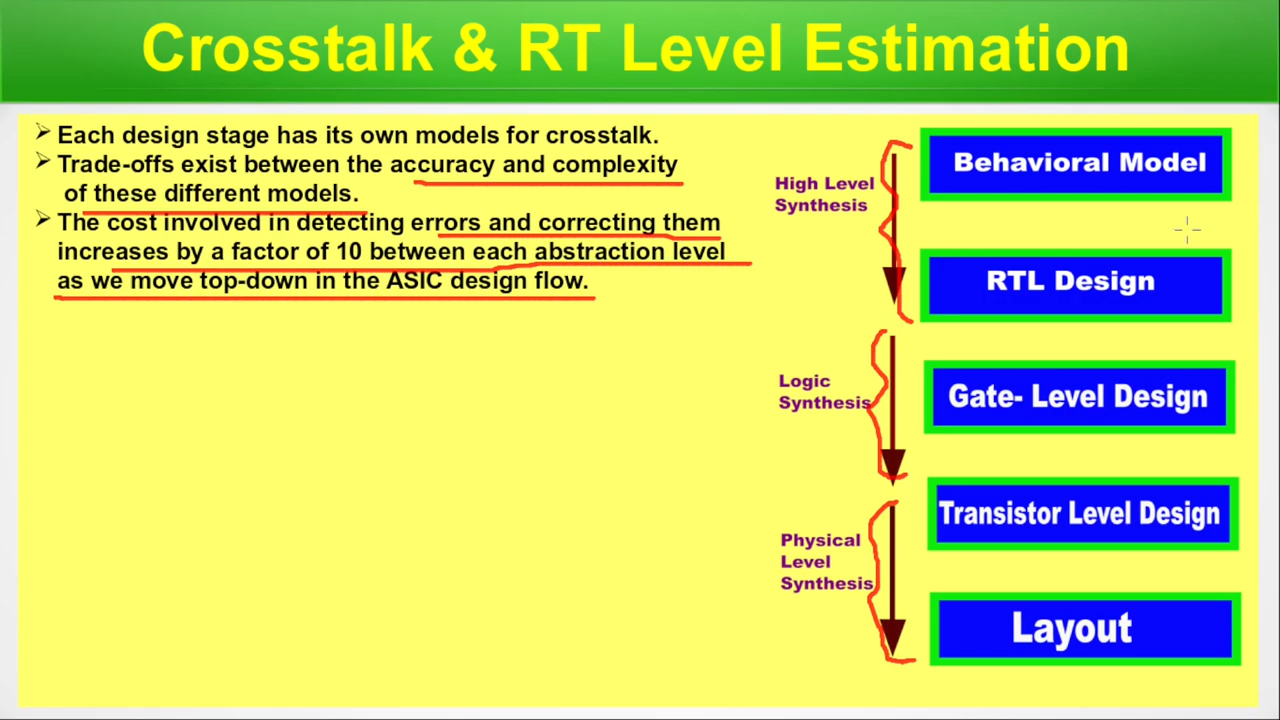 Crosstalk & RT Level Estimation
Each design stage has its own models for crosstalk.
Trade-offs exist between the accuracy and complexity
of these different models.
The cost involved in detecting errors and correcting them
increases by a factor of 10 between each abstraction level
as we move top-down in the ASIC design flow.
High Level
Synthesis
Logic
Synthesis
Physical
Level
Synthesis
Behavioral Model
RTL Design
Gate- Level Design
Transistor Level Design
Layout